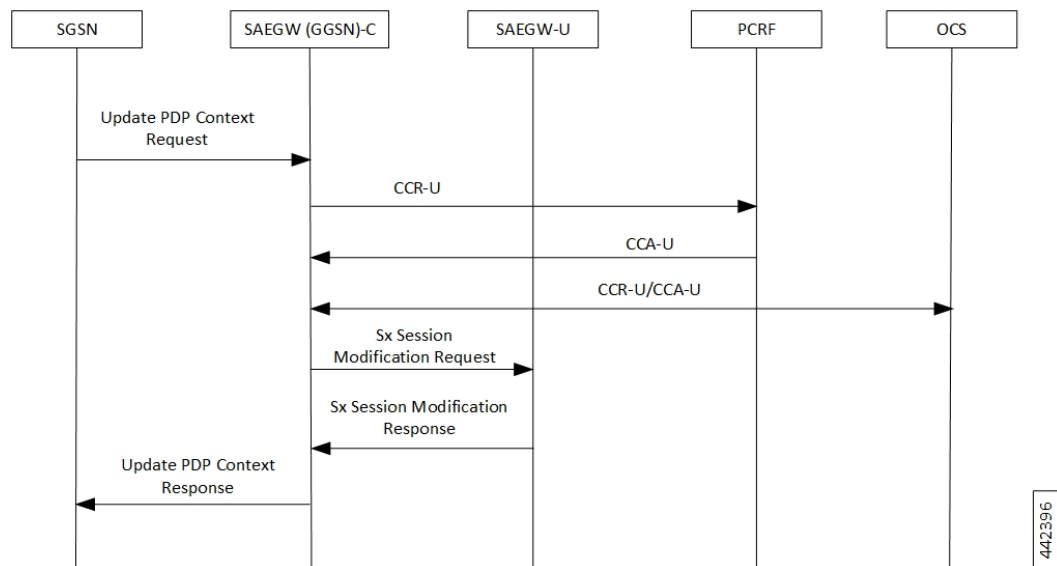 SGSN
SAEGW (GGSN)-C
SAEGW-U
PCRF
OCS
Update PDP Context
Request
CCR-U
CCA-U
CCR-U/CCA-U
Sx Session
Modification Request
Sx Session Modification
Response
Update PDP Context
Response
442396